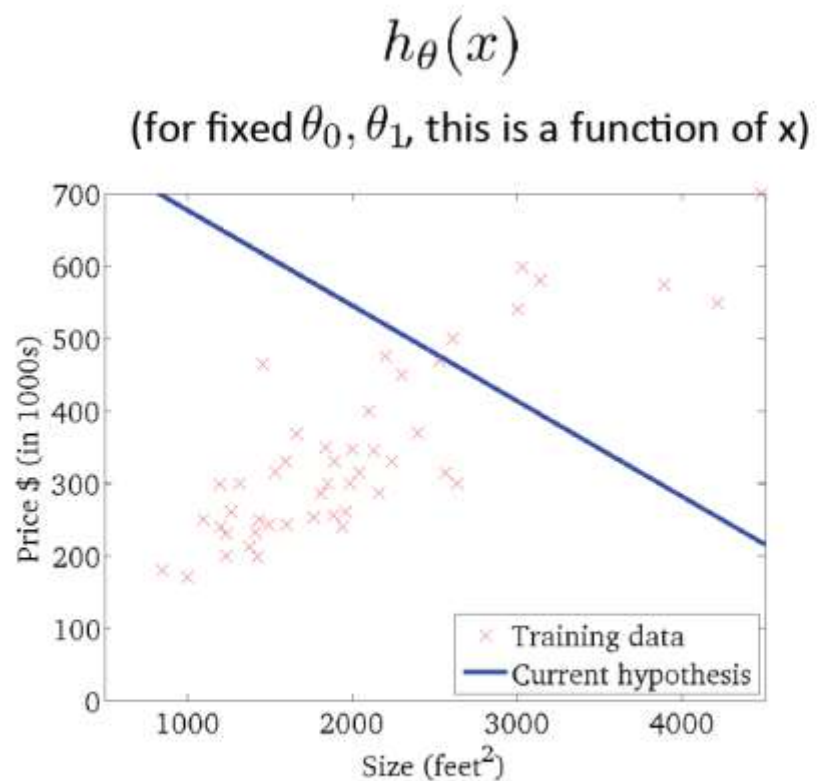 hθ(x)
(for fixed θ0, θ1, this is a function of x)
700
600
500
400
300
200
100
0
Price $ (in 1000s)
Training data
Current hypothesis
1000 2000 3000 4000
Size (feet²)